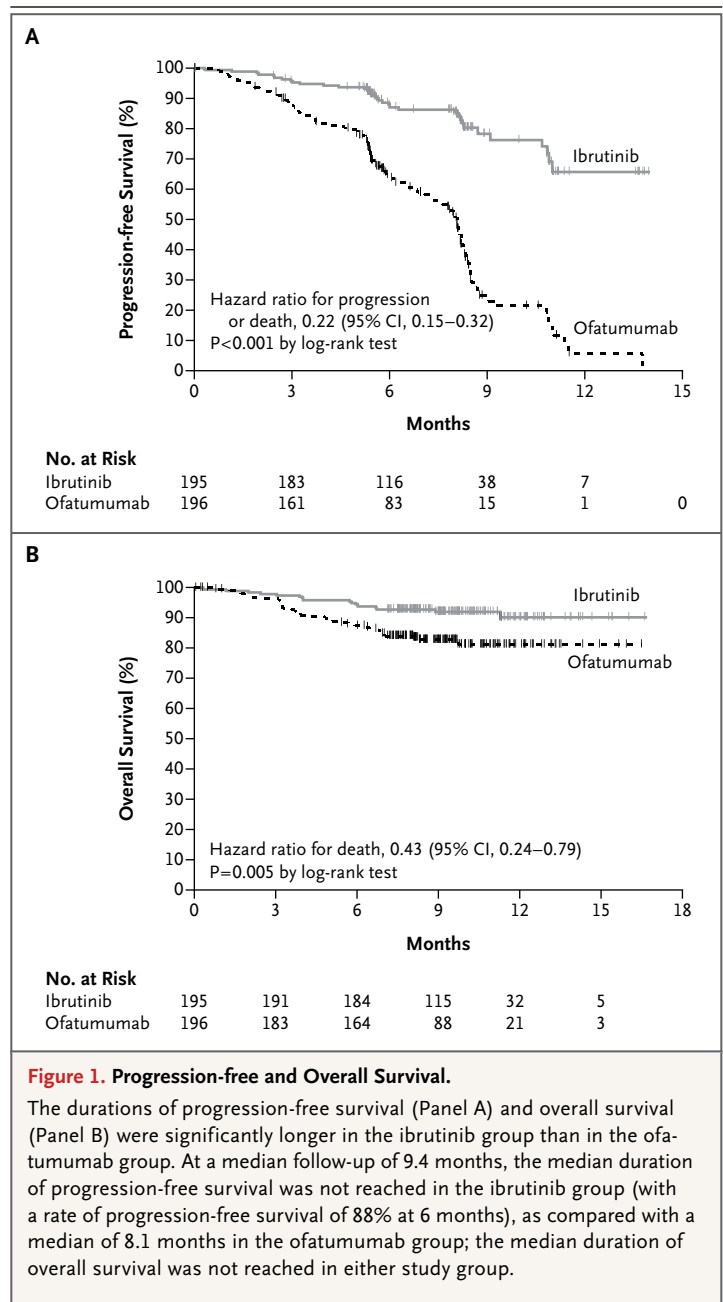 A
100
90
80
70
60
50
40
30
20
10
0
Progression-free Survival (%)
Ibrutinib
Ofatumumab
Hazard ratio for progression
or death, 0.22 (95% CI, 0.15–0.32)
P<0.001 by log-rank test
0 3 6 9 12 15
Months
No. at Risk
Ibrutinib 195 183 116 38 7
Ofatumumab 196 161 83 15 1 0
B
100
90
80
70
60
50
40
30
20
10
0
Overall Survival (%)
Ibrutinib
Ofatumumab
Hazard ratio for death, 0.43 (95% CI, 0.24–0.79)
P=0.005 by log-rank test
0 3 6 9 12 15 18
Months
No. at Risk
Ibrutinib 195 191 184 115 32 5
Ofatumumab 196 183 164 88 21 3
Figure 1. Progression-free and Overall Survival.
The durations of progression-free survival (Panel A) and overall survival
(Panel B) were significantly longer in the ibrutinib group than in the ofa-
tumumab group. At a median follow-up of 9.4 months, the median duration
of progression-free survival was not reached in the ibrutinib group (with
a rate of progression-free survival of 88% at 6 months), as compared with a
median of 8.1 months in the ofatumumab group; the median duration of
overall survival was not reached in either study group.